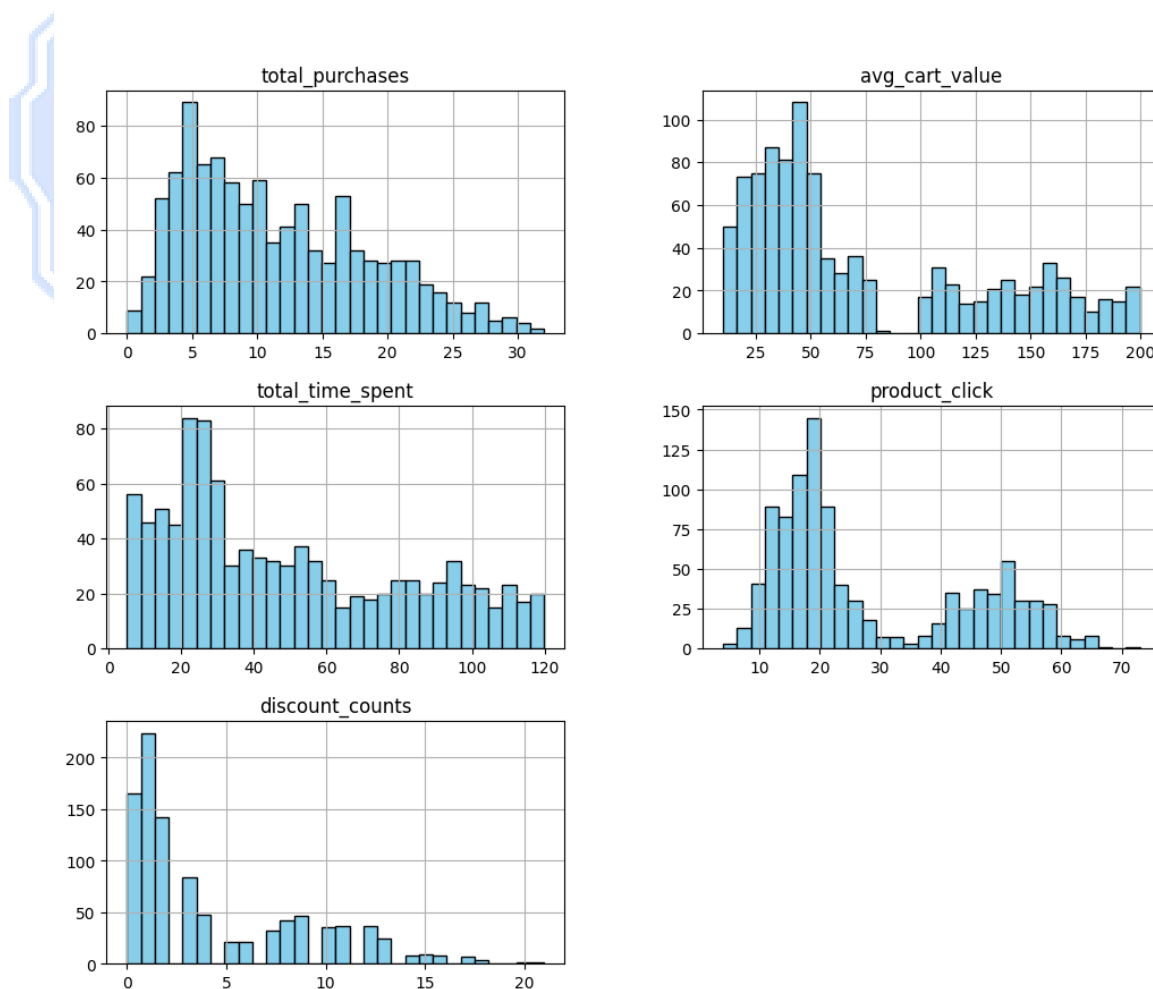 total_purchases
80
60
40
20
0
0 5 10 15 20 25 30
avg_cart_value
100
80
60
40
20
0
25 50 75 100 125 150 175 200
total_time_spent
80
60
40
20
0
0 20 40 60 80 100 120
product_click
150
125
100
75
50
25
0
10 20 30 40 50 60 70
discount_counts
200
150
100
50
0
0 5 10 15 20